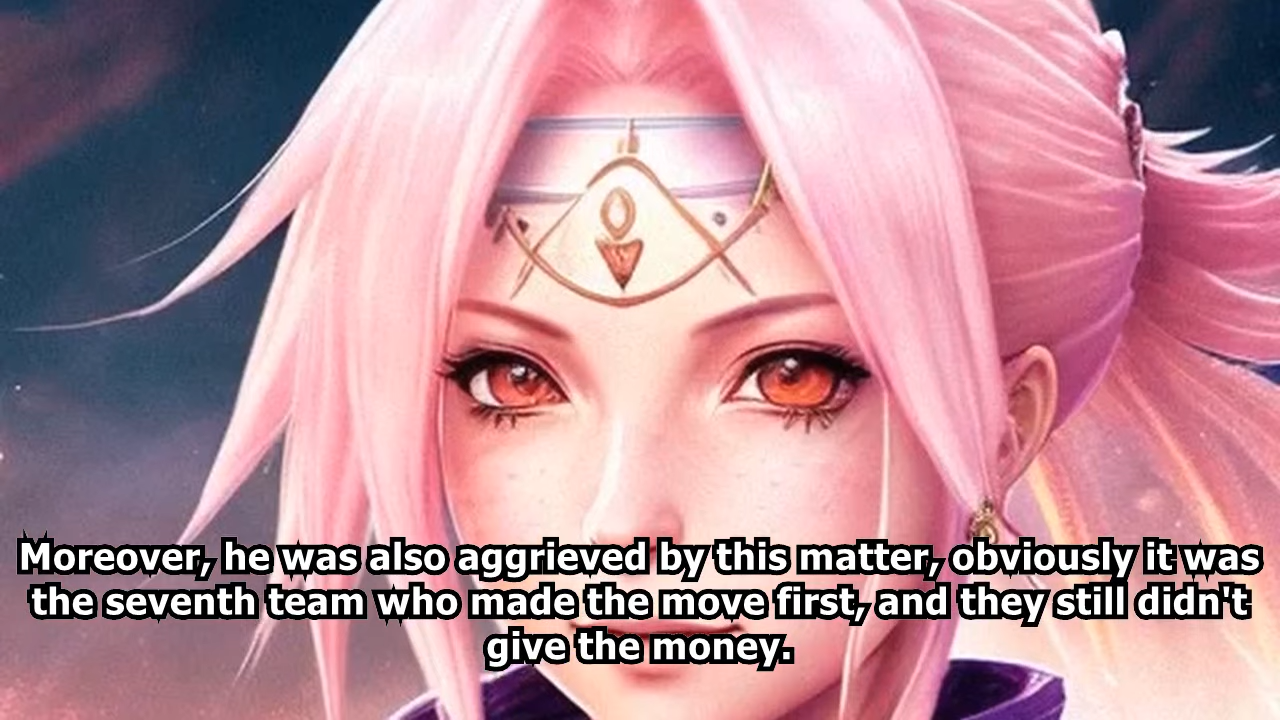 Moreover, he was also aggrieved by this matter, obviously it was
the seventh team who made the move first, and they still didn't
give the money.